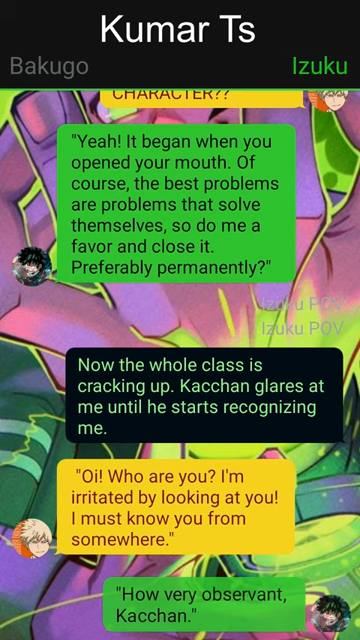 Kumar Ts
Bakugo
Izuku
CHARACTER??
"Yeah! It began when you
opened your mouth. Of
course, the best problems
are problems that solve
themselves, so do me a
favor and close it.
Preferably permanently?"
Izuku POV
Izuku POV
Now the whole class is
cracking up. Kacchan glares at
me until he starts recognizing
me.
"Oi! Who are you? I'm
irritated by looking at you!
I must know you from
somewhere."
"How very observant,
Kacchan."